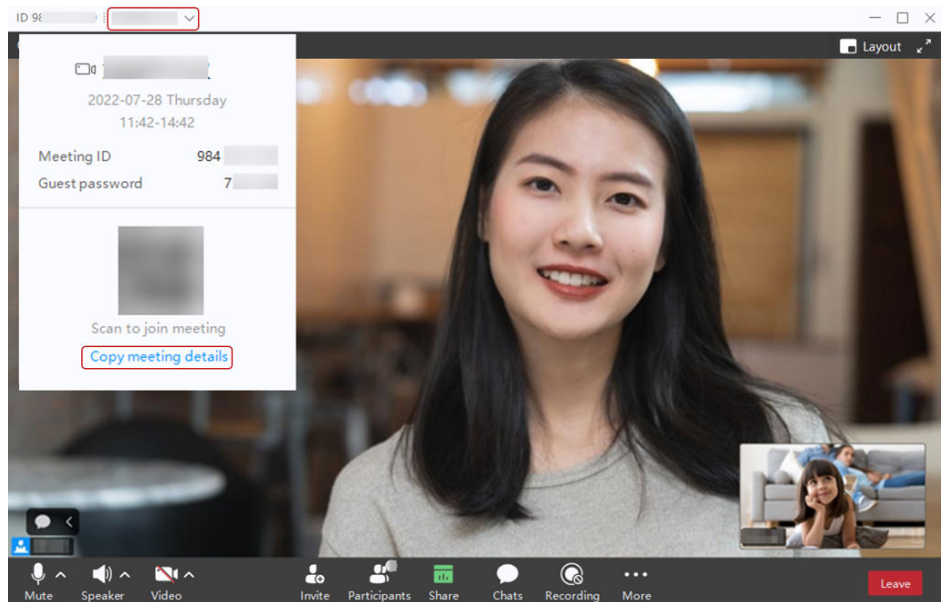 ID 98
Layout
2022-07-28 Thursday
11:42-14:42
Meeting ID 984
Guest password 7
Scan to join meeting
Copy meeting details
Mute Speaker Video Invite Participants Share Chats Recording More Leave